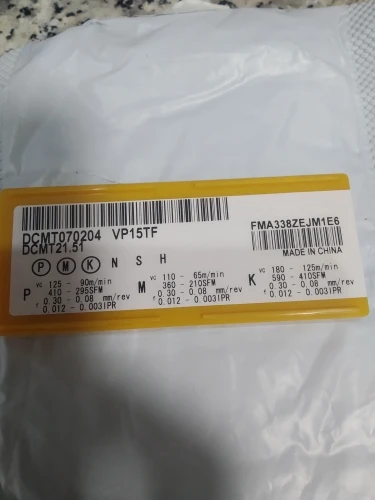 DCMT070204 VP15TF
DCMT21.51
FMA338ZEJM1E6
MADE IN CHINA
P M K N S H
P vc 125 - 90m/min
410 - 295SFM
f 0.30 - 0.08 mm/rev
f 0.012 - 0.003IPR
M vc 110 - 65m/min
360 - 210SFM
f 0.30 - 0.08 mm/rev
f 0.012 - 0.003IPR
K vc 180 - 125m/min
590 - 410SFM
f 0.30 - 0.08 mm/rev
f 0.012 - 0.003IPR